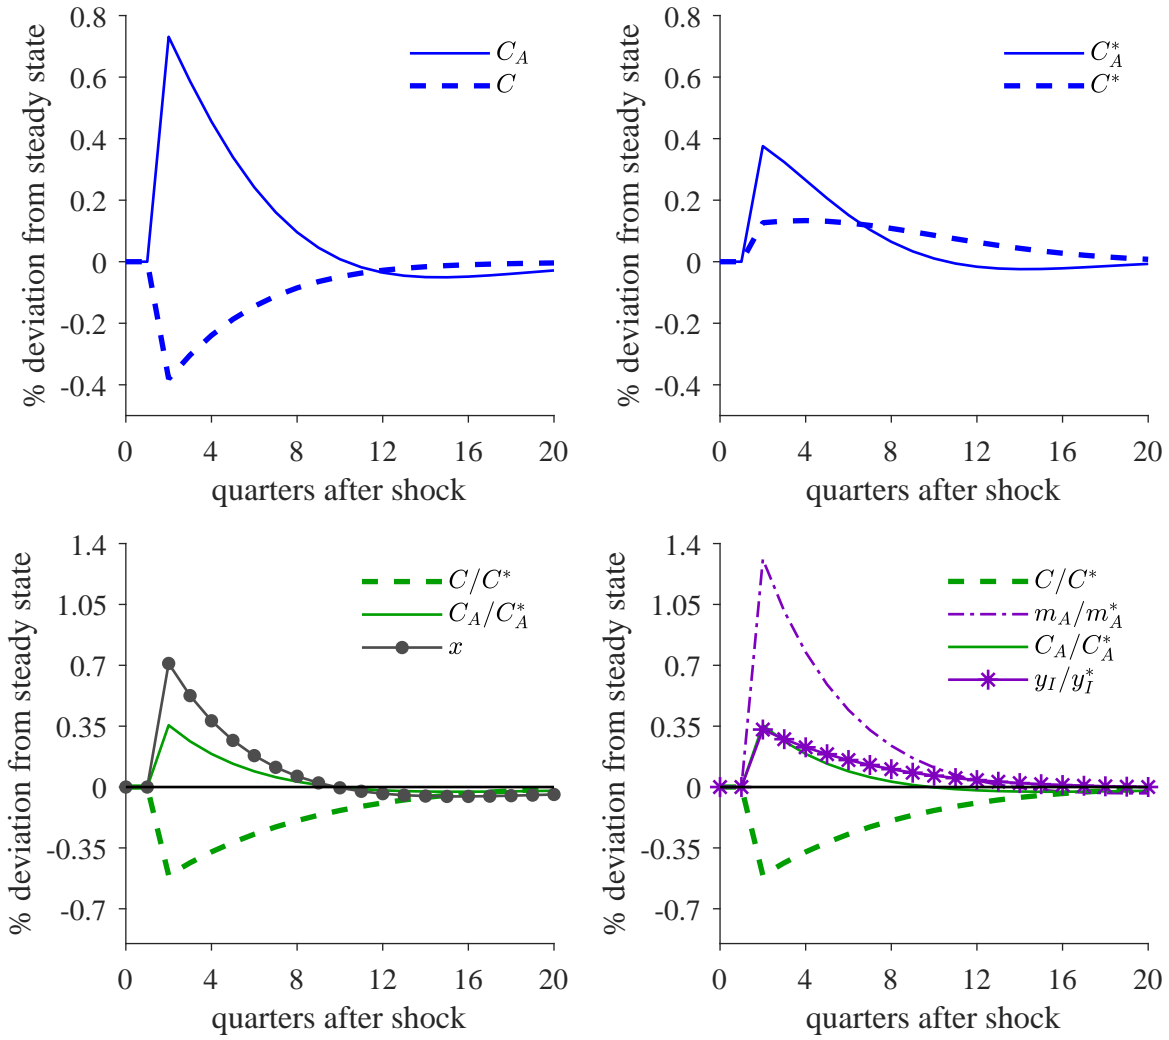 % deviation from steady state
0.8
0.6
0.4
0.2
0
-0.2
-0.4
0 4 8 12 16 20
quarters after shock
C_A
C
% deviation from steady state
0.8
0.6
0.4
0.2
0
-0.2
-0.4
0 4 8 12 16 20
quarters after shock
C_A^*
C^*
% deviation from steady state
1.4
1.05
0.7
0.35
0
-0.35
-0.7
0 4 8 12 16 20
quarters after shock
C/C^*
C_A/C_A^*
x
% deviation from steady state
1.4
1.05
0.7
0.35
0
-0.35
-0.7
0 4 8 12 16 20
quarters after shock
C/C^*
m_A/m_A^*
C_A/C_A^*
y_I/y_I^*